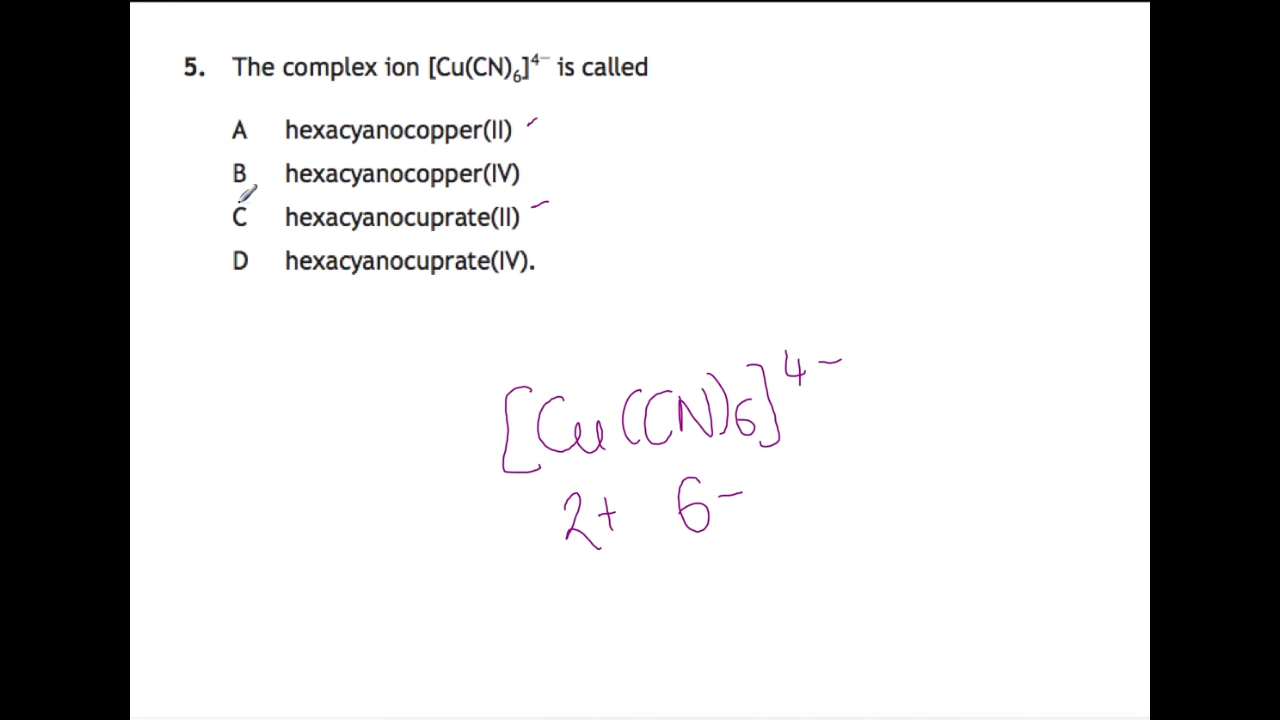 5. The complex ion [Cu(CN)₆]⁴⁻ is called
A hexacyanocopper(II)
B hexacyanocopper(IV)
C hexacyanocuprate(II)
D hexacyanocuprate(IV).
[Cu(CN)6]⁴⁻
2+ 6-